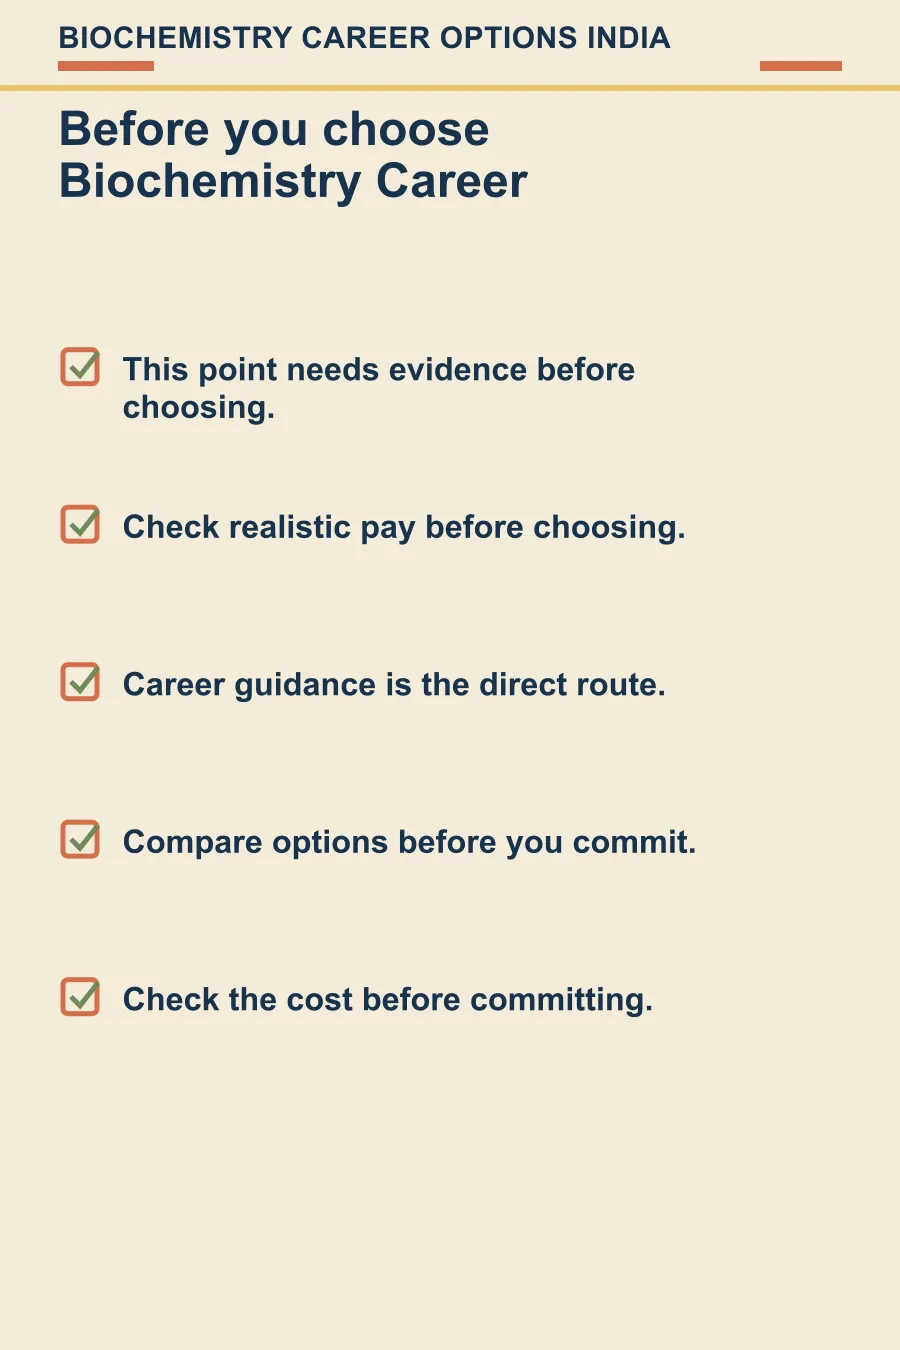 BIOCHEMISTRY CAREER OPTIONS INDIA
Before you choose
Biochemistry Career
This point needs evidence before
choosing.
Check realistic pay before choosing.
Career guidance is the direct route.
Compare options before you commit.
Check the cost before committing.